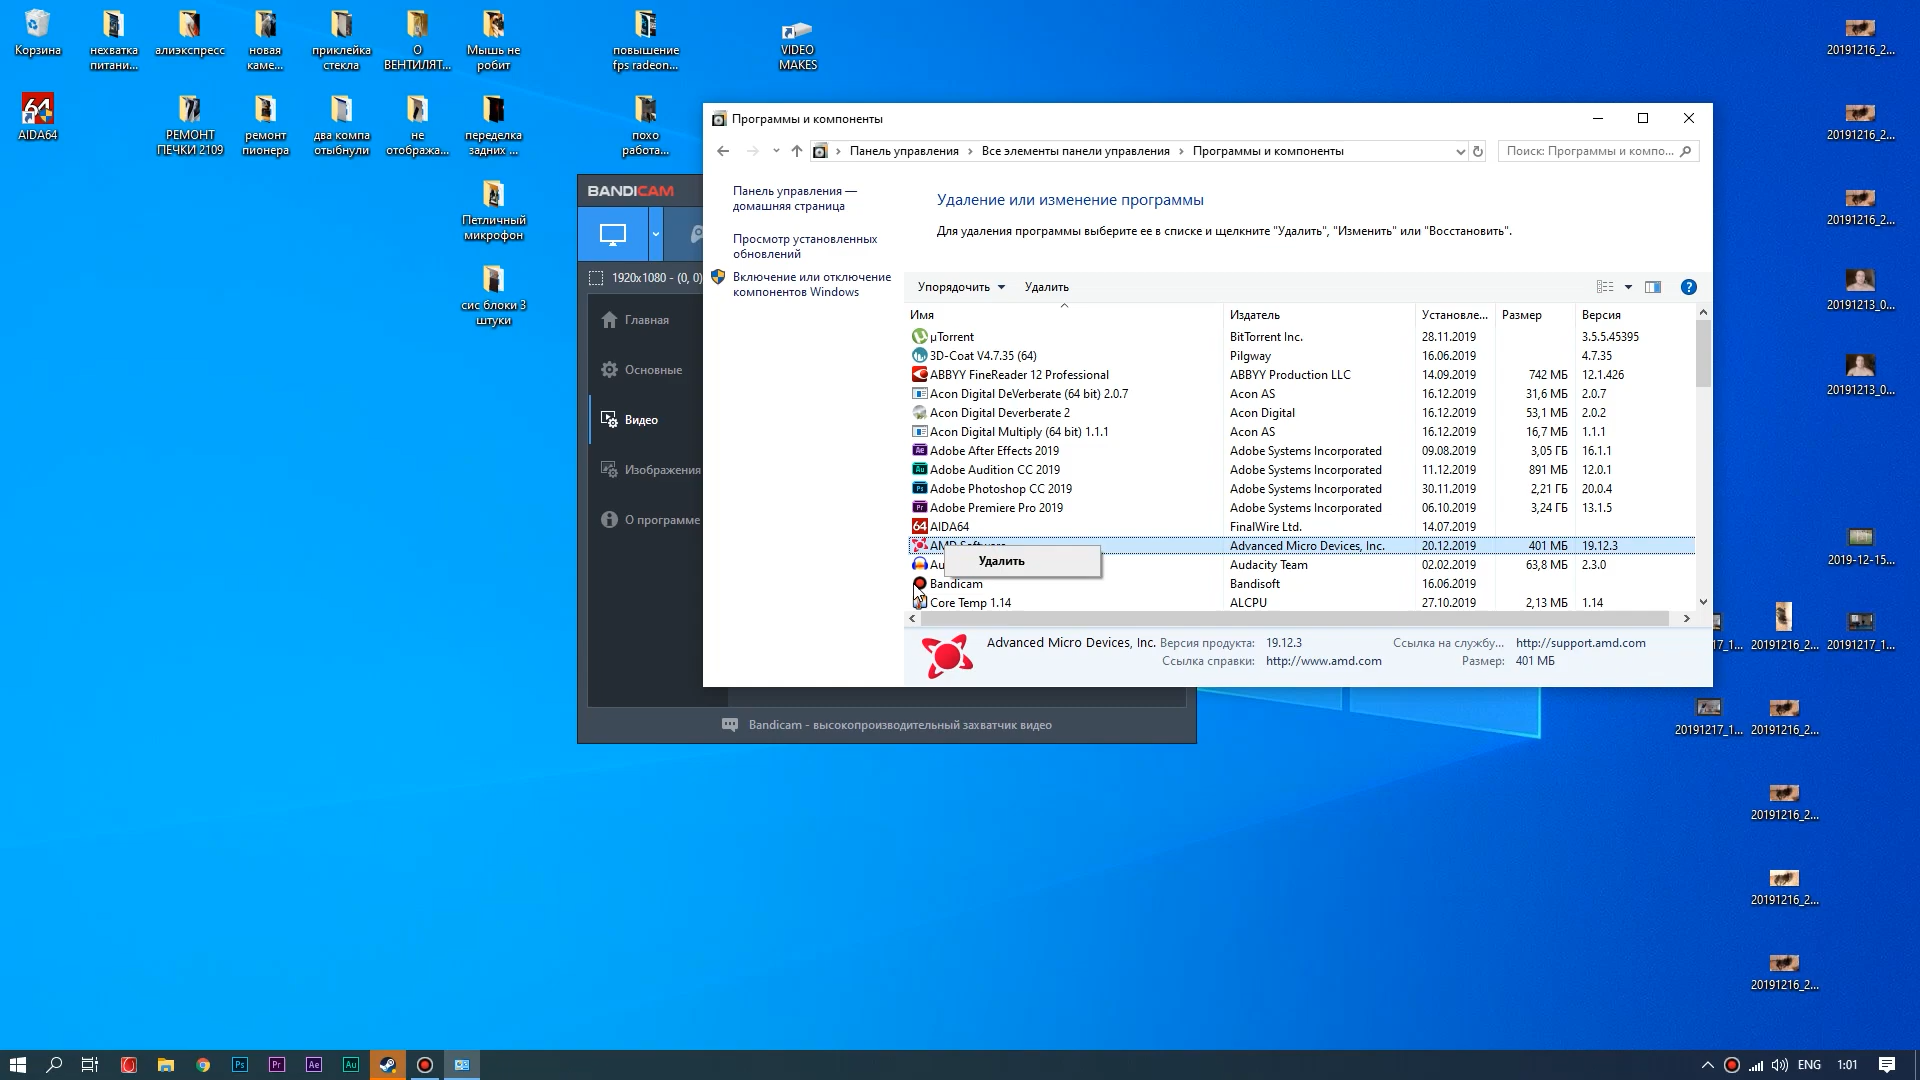 Корзина
нехватка
питани...
алиэкспресс
новая
каме...
приклейка
стекла
О
ВЕНТИЛЯТ...
Мышь не
робит
повышение
fps radeon...
VIDEO
MAKES
20191216_2...
AIDA64
РЕМОНТ
ПЕЧКИ 2109
ремонт
пионера
два компа
отыбнули
не
отобража...
переделка
задних ...
похо
работа...
20191216_2...
Петличный
микрофон
20191216_2...
сис блоки 3
штуки
20191213_0...
20191213_0...
2019-12-15...
17_1...
20191216_2...
20191217_1...
20191217_1...
20191216_2...
20191216_2...
20191216_2...
20191216_2...
BANDICAM
1920x1080 - (0, 0)
Главная
Основные
Видео
Изображения
О программе
Bandicam - высокопроизводительный захватчик видео
Программы и компоненты
Панель управления
Все элементы панели управления
Программы и компоненты
Поиск: Программы и компо...
Панель управления —
домашняя страница
Просмотр установленных
обновлений
Включение или отключение
компонентов Windows
Удаление или изменение программы
Для удаления программы выберите ее в списке и щелкните "Удалить", "Изменить" или "Восстановить".
Упорядочить
Удалить
Имя Издатель Установле... Размер Версия
µTorrent BitTorrent Inc. 28.11.2019 3.5.5.45395
3D-Coat V4.7.35 (64) Pilgway 16.06.2019 4.7.35
ABBYY FineReader 12 Professional ABBYY Production LLC 14.09.2019 742 МБ 12.1.426
Acon Digital DeVerberate (64 bit) 2.0.7 Acon AS 16.12.2019 31,6 МБ 2.0.7
Acon Digital Deverberate 2 Acon Digital 16.12.2019 53,1 МБ 2.0.2
Acon Digital Multiply (64 bit) 1.1.1 Acon AS 16.12.2019 16,7 МБ 1.1.1
Ae Adobe After Effects 2019 Adobe Systems Incorporated 09.08.2019 3,05 ГБ 16.1.1
Au Adobe Audition CC 2019 Adobe Systems Incorporated 11.12.2019 891 МБ 12.0.1
Ps Adobe Photoshop CC 2019 Adobe Systems Incorporated 30.11.2019 2,21 ГБ 20.0.4
Pr Adobe Premiere Pro 2019 Adobe Systems Incorporated 06.10.2019 3,24 ГБ 13.1.5
64 AIDA64 FinalWire Ltd. 14.07.2019
AMD Software Advanced Micro Devices, Inc. 20.12.2019 401 МБ 19.12.3
Удалить
Au Audacity Team 02.02.2019 63,8 МБ 2.3.0
Bandicam Bandisoft 16.06.2019
Core Temp 1.14 ALCPU 27.10.2019 2,13 МБ 1.14
Advanced Micro Devices, Inc. Версия продукта: 19.12.3 Ссылка на службу... http://support.amd.com
Ссылка справки: http://www.amd.com Размер: 401 МБ
Ps Pr Ae Au
ENG 1:01